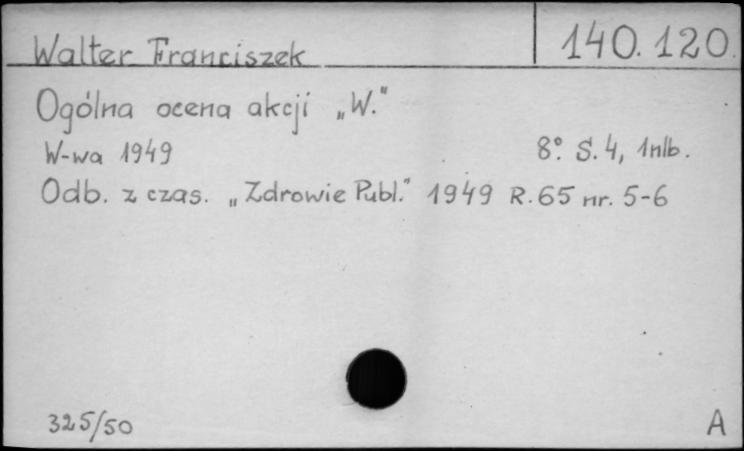 Walter Franciszek 140.120.
Ogólna ocena akcji „W."
W-wa 1949 8° S. 4, 1nlb.
Odb. z czas. „Zdrowie Publ." 1949 R. 65 nr. 5-6
325/50 A